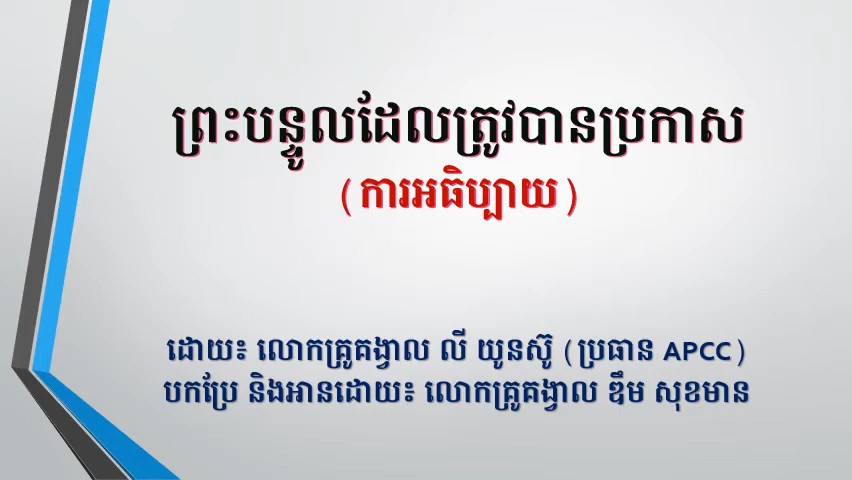 ព្រះបន្ទូលដែលត្រូវបានប្រកាស
(ការអធិប្បាយ)
ដោយ៖ លោកគ្រូគង្វាល លី យូនស៊ូ (ប្រធាន APCC)
បកប្រែ និងអានដោយ៖ លោកគ្រូគង្វាល ឌឹម សុខមាន